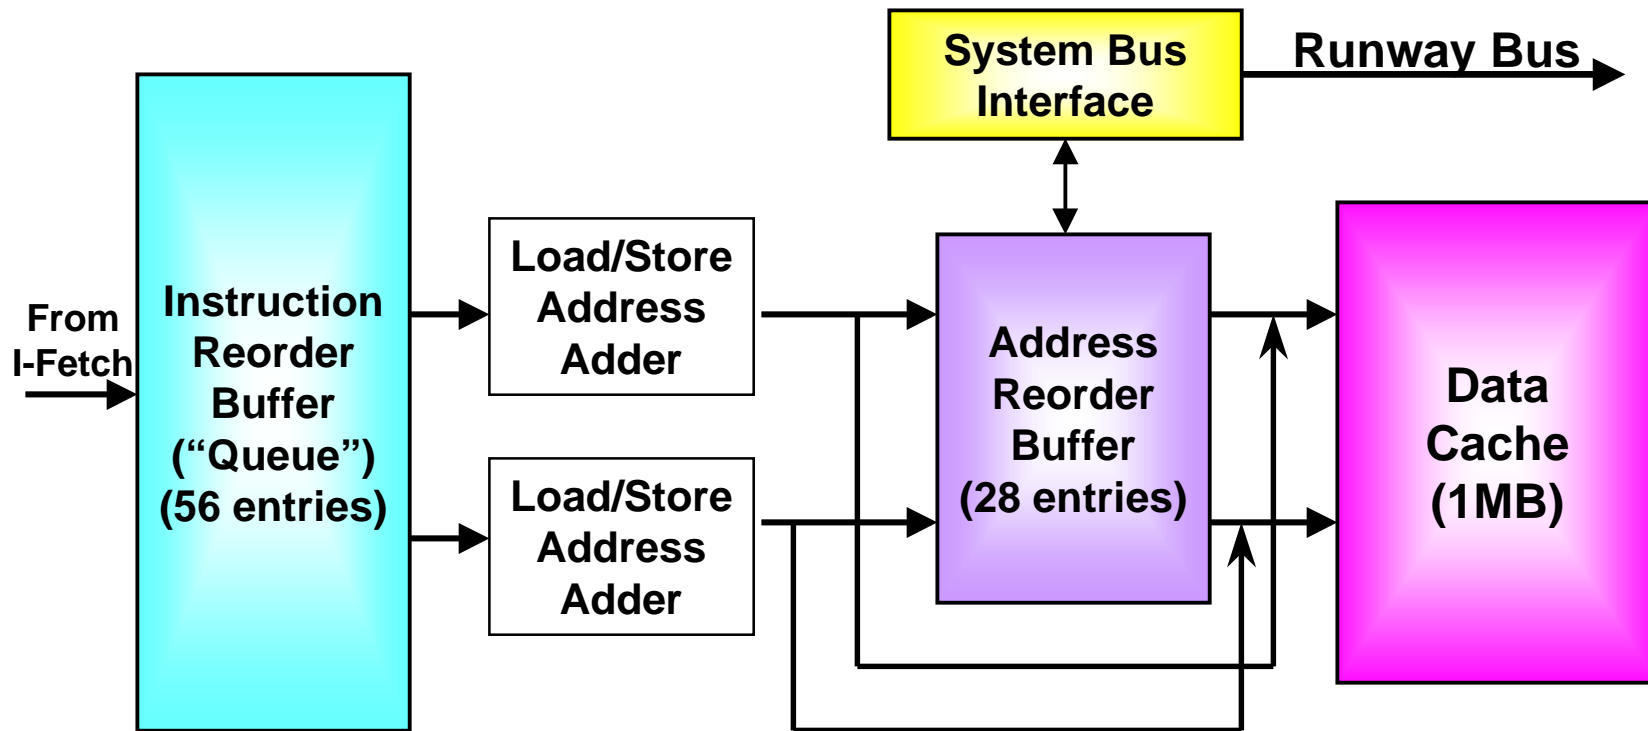 System Bus
Interface
Runway Bus
From
I-Fetch
Instruction
Reorder
Buffer
(“Queue”)
(56 entries)
Load/Store
Address
Adder
Load/Store
Address
Adder
Address
Reorder
Buffer
(28 entries)
Data
Cache
(1MB)